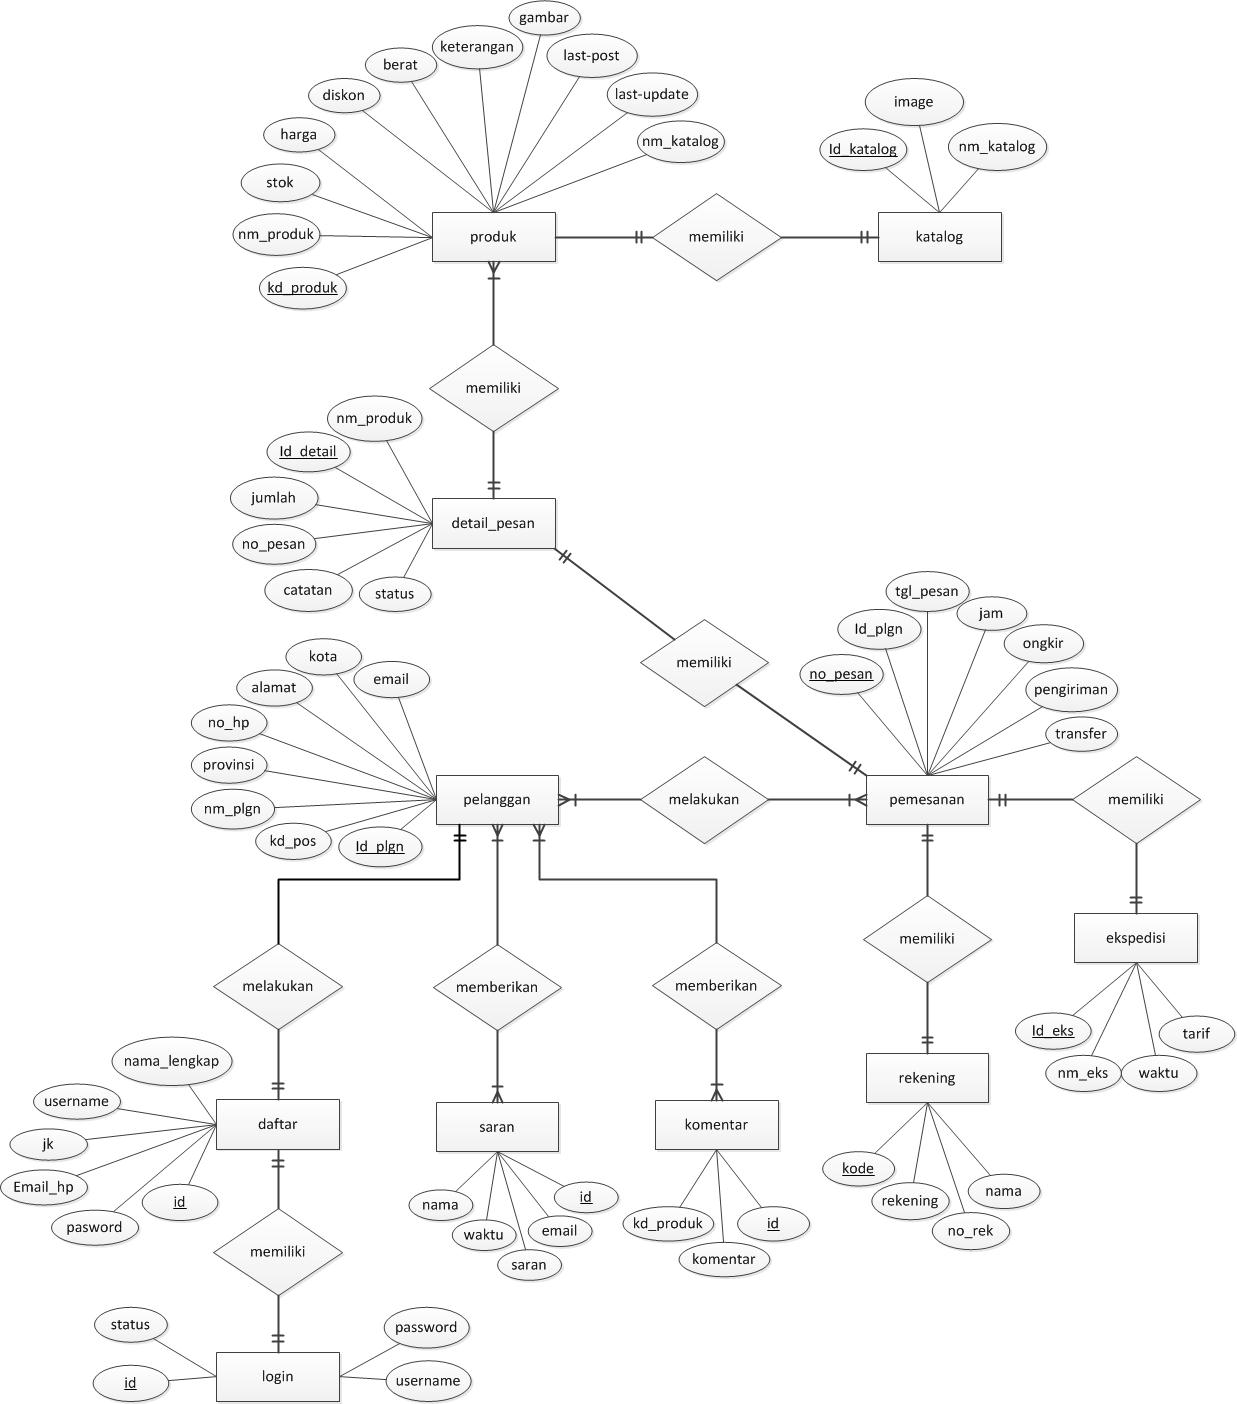 gambar
keterangan
last-post
berat
diskon
last-update
image
harga
nm_katalog
Id_katalog
nm_katalog
stok
nm_produk
produk
memiliki
katalog
kd_produk
memiliki
nm_produk
Id_detail
jumlah
detail_pesan
no_pesan
catatan
status
tgl_pesan
jam
Id_plgn
ongkir
kota
email
memiliki
no_pesan
alamat
pengiriman
no_hp
transfer
provinsi
nm_plgn
pelanggan
melakukan
pemesanan
memiliki
kd_pos
Id_plgn
memiliki
ekspedisi
melakukan
memberikan
memberikan
Id_eks
tarif
nama_lengkap
nm_eks
waktu
rekening
username
daftar
saran
komentar
jk
Email_hp
id
pasword
nama
id
waktu
email
saran
kd_produk
id
komentar
kode
nama
rekening
no_rek
memiliki
status
password
login
id
username